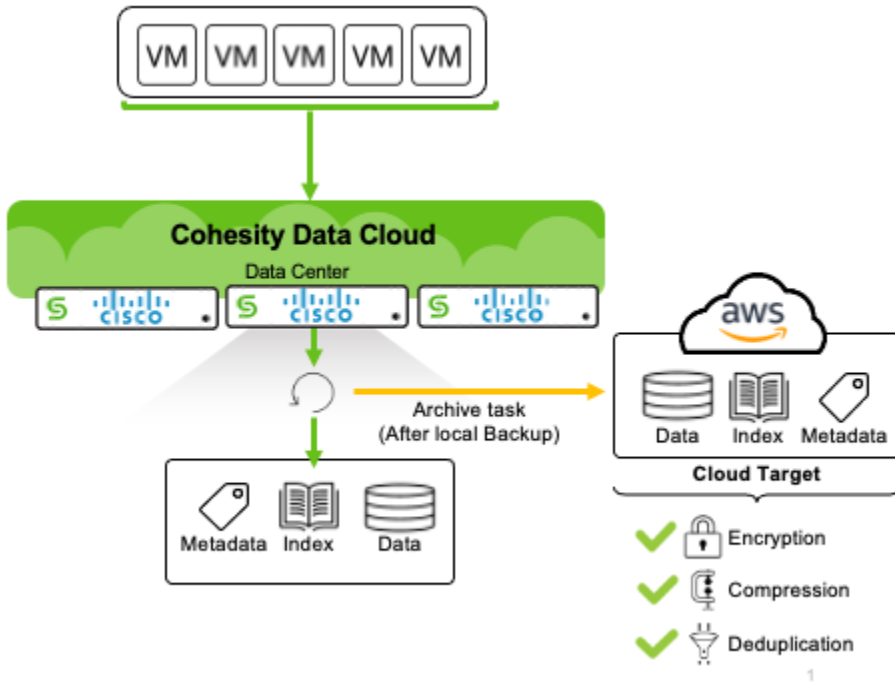 VM VM VM VM VM
Cohesity Data Cloud
Data Center
CISCO CISCO CISCO
aws
Archive task
(After local Backup)
Data Index Metadata
Cloud Target
Metadata Index Data
Encryption
Compression
Deduplication
1